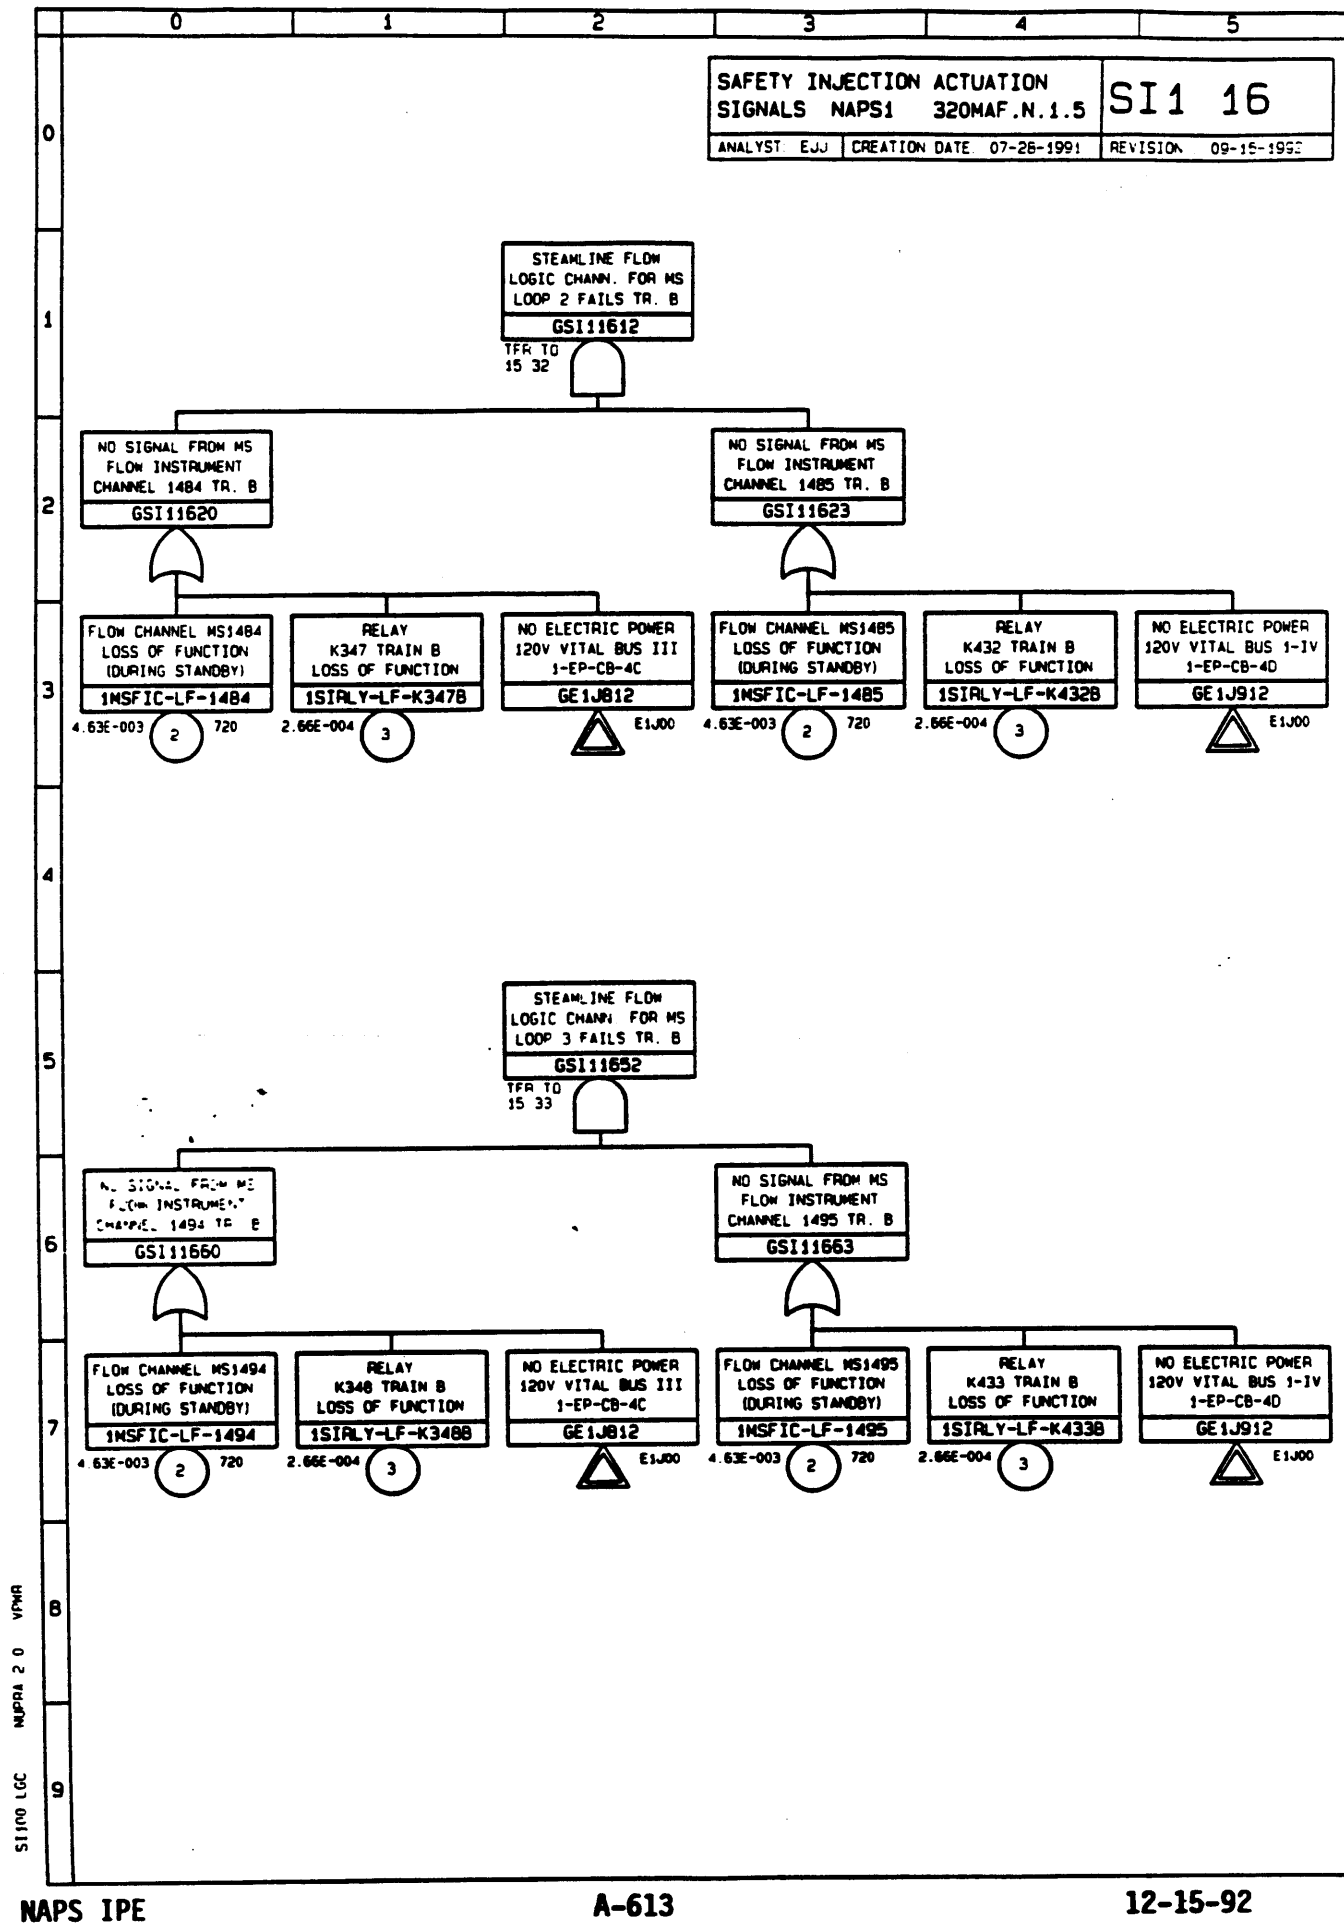 0 1 2 3 4 5
SAFETY INJECTION ACTUATION
SIGNALS NAPS1 320MAF.N.1.5
SI1 16
ANALYST: EJJ CREATION DATE: 07-26-1991 REVISION 09-15-199
0
STEAMLINE FLOW
LOGIC CHANN. FOR MS
LOOP 2 FAILS TR. B
GSI11612
TFR TO
15 32
1
NO SIGNAL FROM MS
FLOW INSTRUMENT
CHANNEL 1484 TR. B
GSI11620
NO SIGNAL FROM MS
FLOW INSTRUMENT
CHANNEL 1485 TR. B
GSI11623
2
FLOW CHANNEL MS1484
LOSS OF FUNCTION
(DURING STANDBY)
1MSFIC-LF-1484
4.63E-003 2 720
RELAY
K347 TRAIN B
LOSS OF FUNCTION
1SIRLY-LF-K347B
2.66E-004 3
NO ELECTRIC POWER
120V VITAL BUS III
1-EP-CB-4C
GE1J812
E1J00
FLOW CHANNEL MS1485
LOSS OF FUNCTION
(DURING STANDBY)
1MSFIC-LF-1485
4.63E-003 2 720
RELAY
K432 TRAIN B
LOSS OF FUNCTION
1SIRLY-LF-K432B
2.66E-004 3
NO ELECTRIC POWER
120V VITAL BUS 1-IV
1-EP-CB-4D
GE1J912
E1J00
3
4
STEAMLINE FLOW
LOGIC CHANN. FOR MS
LOOP 3 FAILS TR. B
GSI11652
TFR TO
15 33
5
NO SIGNAL FROM MS
FLOW INSTRUMENT
CHANNEL 1494 TR. B
GSI11660
NO SIGNAL FROM MS
FLOW INSTRUMENT
CHANNEL 1495 TR. B
GSI11663
6
FLOW CHANNEL MS1494
LOSS OF FUNCTION
(DURING STANDBY)
1MSFIC-LF-1494
4.63E-003 2 720
RELAY
K348 TRAIN B
LOSS OF FUNCTION
1SIRLY-LF-K348B
2.66E-004 3
NO ELECTRIC POWER
120V VITAL BUS III
1-EP-CB-4C
GE1J812
E1J00
FLOW CHANNEL MS1495
LOSS OF FUNCTION
(DURING STANDBY)
1MSFIC-LF-1495
4.63E-003 2 720
RELAY
K433 TRAIN B
LOSS OF FUNCTION
1SIRLY-LF-K433B
2.66E-004 3
NO ELECTRIC POWER
120V VITAL BUS 1-IV
1-EP-CB-4D
GE1J912
E1J00
7
8
9
SI100 LGC NUPRA 2 0 VPWR
NAPS IPE A-613 12-15-92